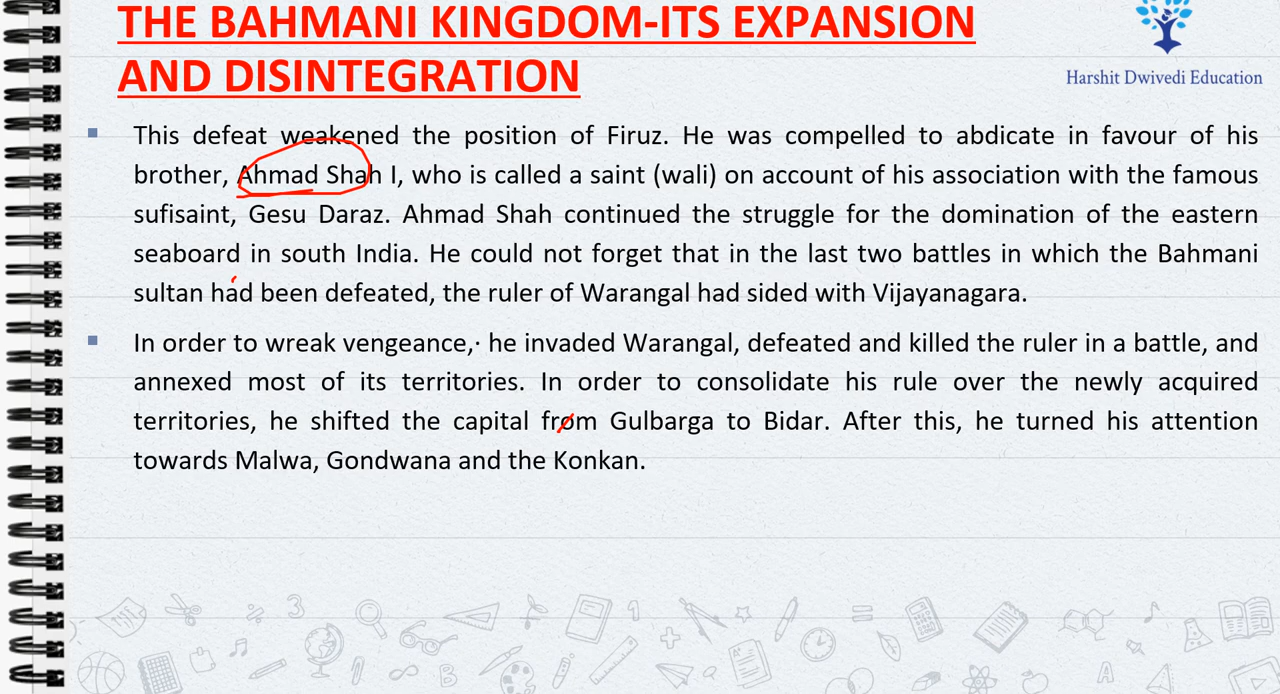 THE BAHMANI KINGDOM-ITS EXPANSION
AND DISINTEGRATION
Harshit Dwivedi Education
This defeat weakened the position of Firuz. He was compelled to abdicate in favour of his
brother, Ahmad Shah I, who is called a saint (wali) on account of his association with the famous
sufisaint, Gesu Daraz. Ahmad Shah continued the struggle for the domination of the eastern
seaboard in south India. He could not forget that in the last two battles in which the Bahmani
sultan had been defeated, the ruler of Warangal had sided with Vijayanagara.
In order to wreak vengeance,· he invaded Warangal, defeated and killed the ruler in a battle, and
annexed most of its territories. In order to consolidate his rule over the newly acquired
territories, he shifted the capital from Gulbarga to Bidar. After this, he turned his attention
towards Malwa, Gondwana and the Konkan.